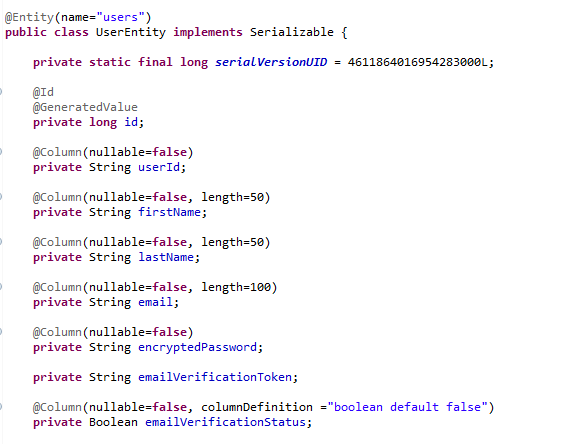 @Entity(name="users")
public class UserEntity implements Serializable {
private static final long serialVersionUID = 4611864016954283000L;
@Id
@GeneratedValue
private long id;
@Column(nullable=false)
private String userId;
@Column(nullable=false, length=50)
private String firstName;
@Column(nullable=false, length=50)
private String lastName;
@Column(nullable=false, length=100)
private String email;
@Column(nullable=false)
private String encryptedPassword;
private String emailVerificationToken;
@Column(nullable=false, columnDefinition ="boolean default false")
private Boolean emailVerificationStatus;